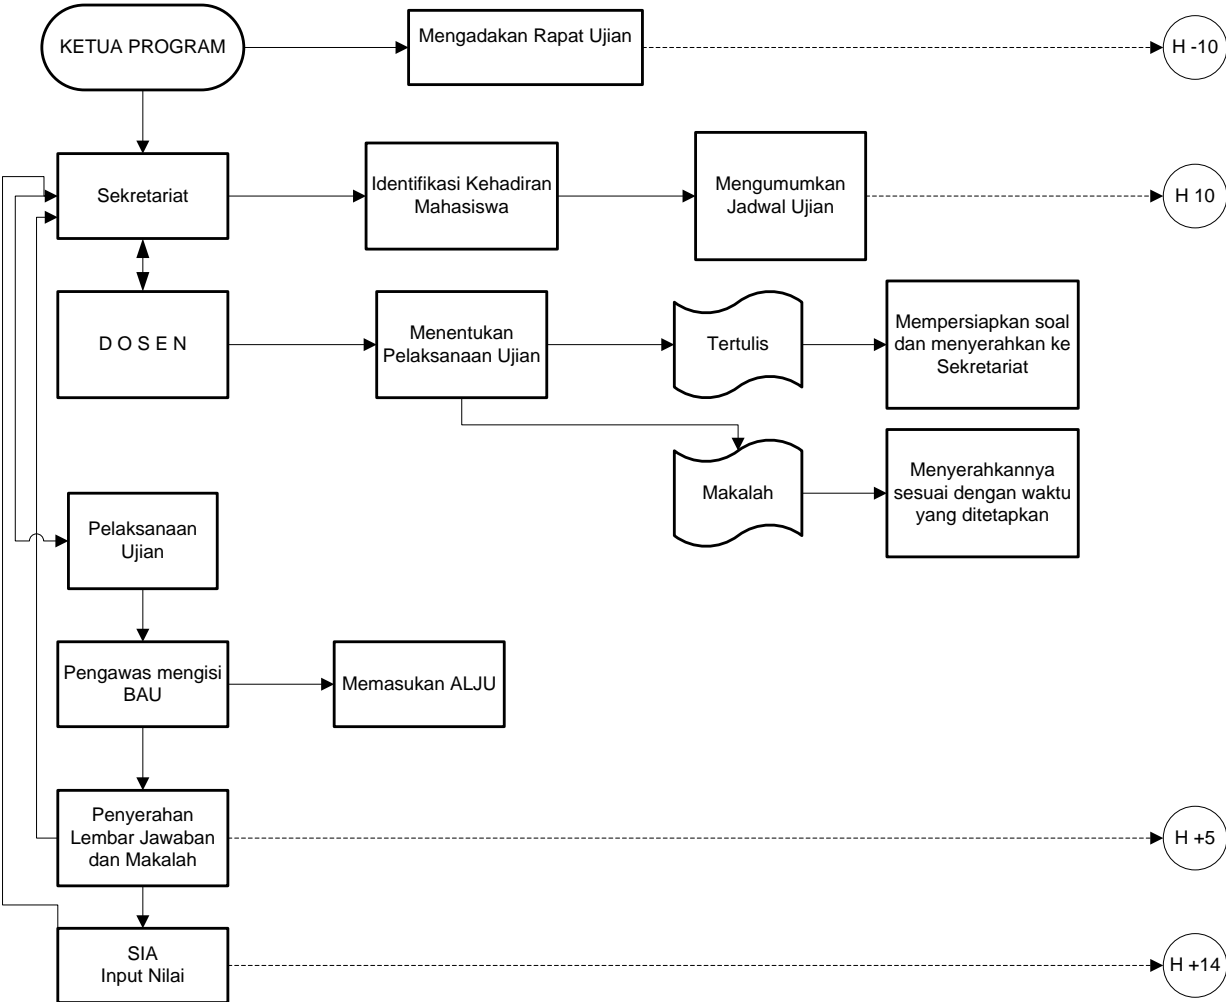 KETUA PROGRAM
Mengadakan Rapat Ujian
H -10
Sekretariat
Identifikasi Kehadiran
Mahasiswa
Mengumumkan
Jadwal Ujian
H 10
D O S E N
Menentukan
Pelaksanaan Ujian
Tertulis
Mempersiapkan soal
dan menyerahkan ke
Sekretariat
Makalah
Menyerahkannya
sesuai dengan waktu
yang ditetapkan
Pelaksanaan
Ujian
Pengawas mengisi
BAU
Memasukan ALJU
Penyerahan
Lembar Jawaban
dan Makalah
H +5
SIA
Input Nilai
H +14